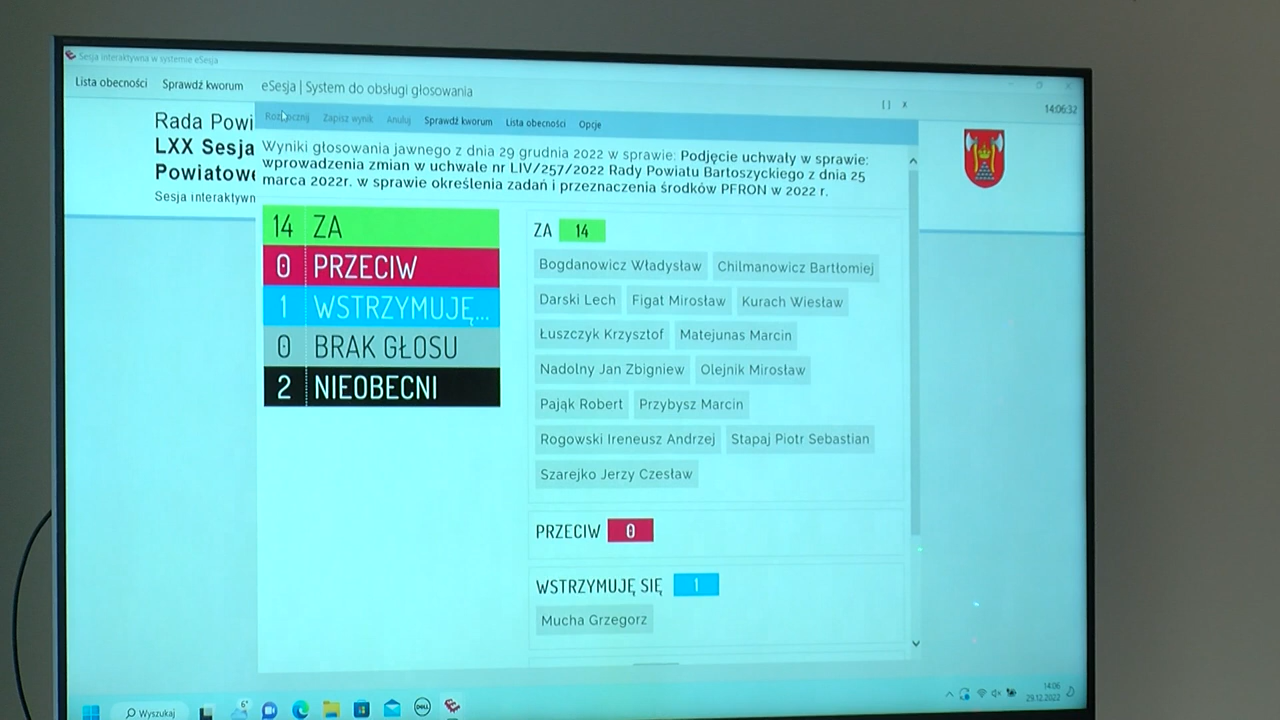 Sesja interaktywna w systemie eSesja
Lista obecności Sprawdź kworum eSesja | System do obsługi głosowania
14:06:32
Rozpocznij Zapisz wynik Anuluj Sprawdź kworum Lista obecności Opcje
Rada Powi
LXX Sesja
Powiatowe
Sesja interaktywn
Wyniki głosowania jawnego z dnia 29 grudnia 2022 w sprawie: Podjęcie uchwały w sprawie:
wprowadzenia zmian w uchwale nr LIV/257/2022 Rady Powiatu Bartoszyckiego z dnia 25
marca 2022r. w sprawie określenia zadań i przeznaczenia środków PFRON w 2022 r.
14 ZA
0 PRZECIW
1 WSTRZYMUJĘ...
0 BRAK GŁOSU
2 NIEOBECNI
ZA 14
Bogdanowicz Władysław Chilmanowicz Bartłomiej
Darski Lech Figat Mirosław Kurach Wiesław
Łuszczyk Krzysztof Matejunas Marcin
Nadolny Jan Zbigniew Olejnik Mirosław
Pająk Robert Przybysz Marcin
Rogowski Ireneusz Andrzej Stapaj Piotr Sebastian
Szarejko Jerzy Czesław
PRZECIW 0
WSTRZYMUJĘ SIĘ 1
Mucha Grzegorz
Wyszukaj 6° DELL
14:06
29.12.2022